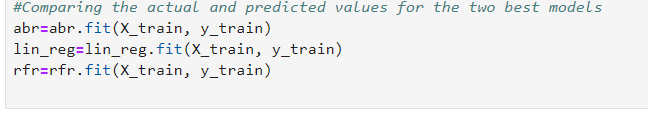 #Comparing the actual and predicted values for the two best models
abr=abr.fit(X_train, y_train)
lin_reg=lin_reg.fit(X_train, y_train)
rfr=rfr.fit(X_train, y_train)